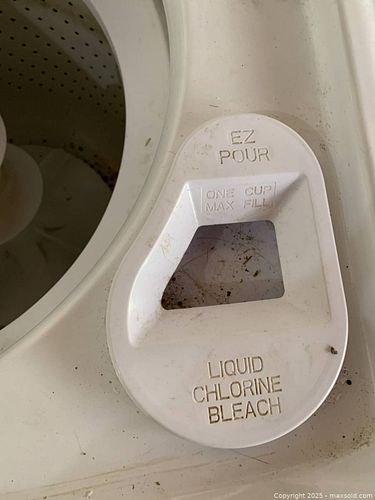 EZ
POUR
ONE CUP
MAX FILL
LIQUID
CHLORINE
BLEACH
Copyright © 2025 - maxsold.com